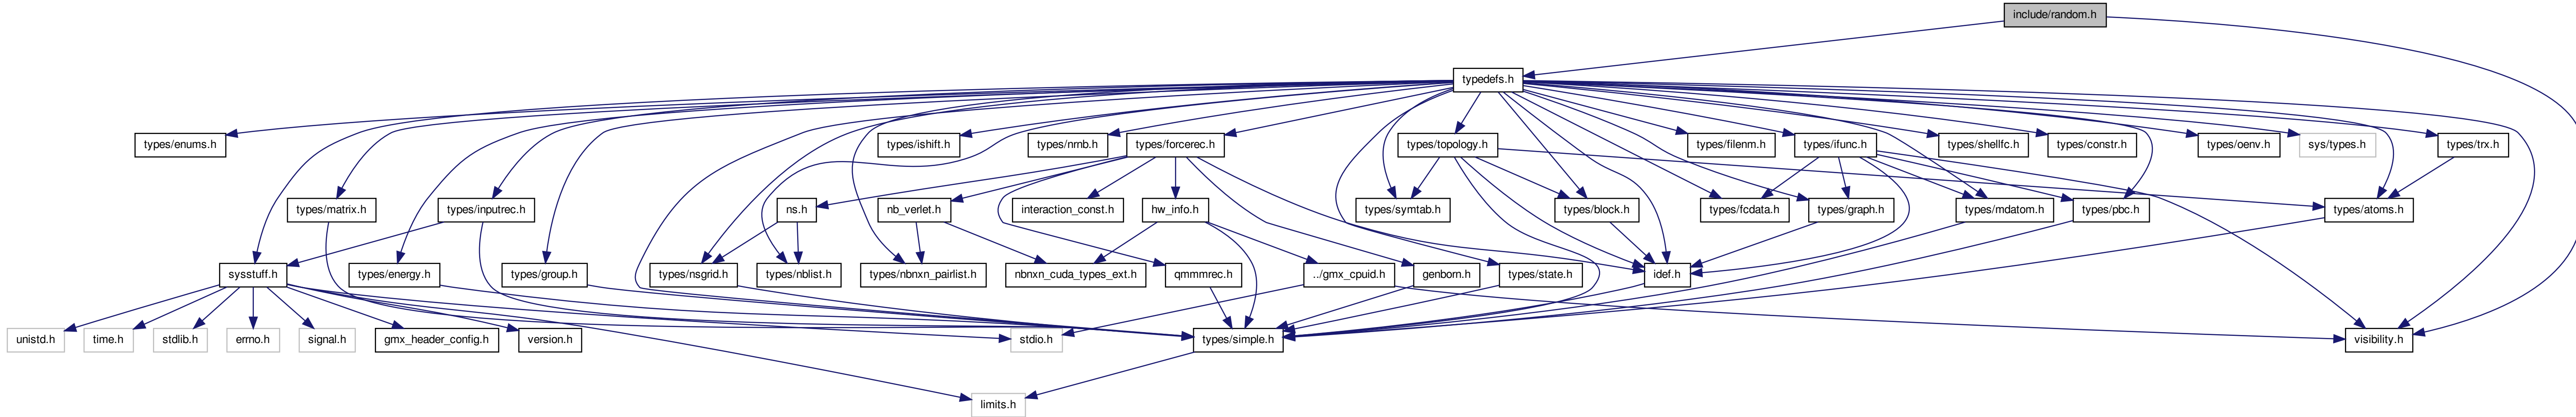 include/random.h
typedefs.h
types/enums.h
types/ishift.h
types/nrnb.h
types/forcerec.h
types/topology.h
types/filenm.h
types/ifunc.h
types/shellfc.h
types/constr.h
types/oenv.h
sys/types.h
types/trx.h
types/matrix.h
types/inputrec.h
ns.h
nb_verlet.h
interaction_const.h
hw_info.h
types/symtab.h
types/block.h
types/fcdata.h
types/graph.h
types/mdatom.h
types/pbc.h
types/atoms.h
sysstuff.h
types/energy.h
types/group.h
types/nsgrid.h
types/nblist.h
types/nbnxn_pairlist.h
nbnxn_cuda_types_ext.h
qmmmrec.h
../gmx_cpuid.h
genborn.h
types/state.h
idef.h
unistd.h
time.h
stdlib.h
errno.h
signal.h
gmx_header_config.h
version.h
stdio.h
types/simple.h
visibility.h
limits.h